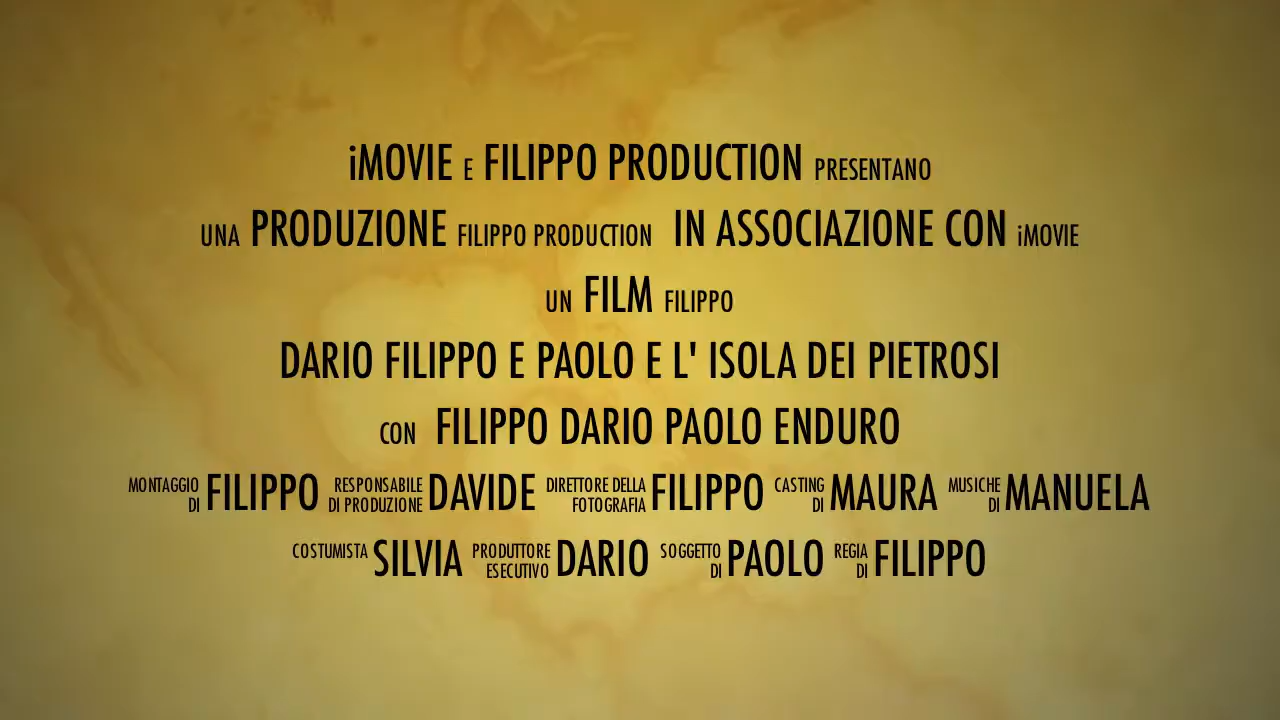 iMOVIE E FILIPPO PRODUCTION PRESENTANO
UNA PRODUZIONE FILIPPO PRODUCTION IN ASSOCIAZIONE CON iMOVIE
UN FILM FILIPPO
DARIO FILIPPO E PAOLO E L' ISOLA DEI PIETROSI
CON FILIPPO DARIO PAOLO ENDURO
MONTAGGIO DI FILIPPO RESPONSABILE DI PRODUZIONE DAVIDE DIRETTORE DELLA FOTOGRAFIA FILIPPO CASTING DI MAURA MUSICHE DI MANUELA
COSTUMISTA SILVIA PRODUTTORE ESECUTIVO DARIO SOGGETTO DI PAOLO REGIA DI FILIPPO